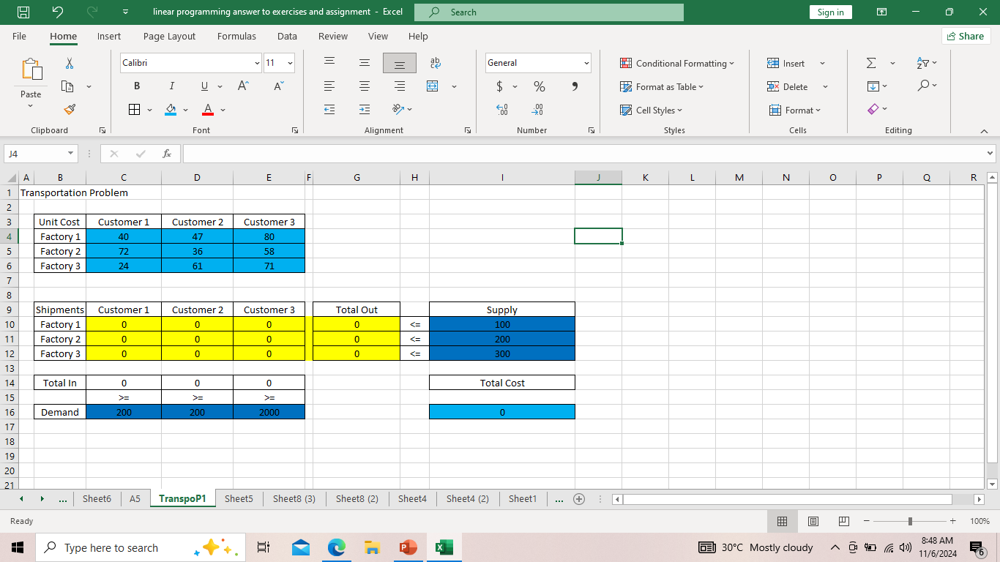 linear programming answer to exercises and assignment - Excel
Search
Sign in
File Home Insert Page Layout Formulas Data Review View Help
Share
Paste
Calibri 11
B I U A A
A
ab
General
$ % 9
.00 .00
Conditional Formatting
Format as Table
Cell Styles
Insert
Delete
Format
Clipboard Font Alignment Number Styles Cells Editing
J4 fx
A B C D E F G H I J K L M N O P Q R
1 Transportation Problem
2
3 Unit Cost Customer 1 Customer 2 Customer 3
4 Factory 1 40 47 80
5 Factory 2 72 36 58
6 Factory 3 24 61 71
7
8
9 Shipments Customer 1 Customer 2 Customer 3 Total Out Supply
10 Factory 1 0 0 0 0 <= 100
11 Factory 2 0 0 0 0 <= 200
12 Factory 3 0 0 0 0 <= 300
13
14 Total In 0 0 0 Total Cost
15 >= >= >=
16 Demand 200 200 2000 0
17
18
19
20
21
... Sheet6 A5 TranspoP1 Sheet5 Sheet8 (3) Sheet8 (2) Sheet4 Sheet4 (2) Sheet1 ...
Ready
100%
Type here to search
30°C Mostly cloudy
8:48 AM
11/6/2024
6